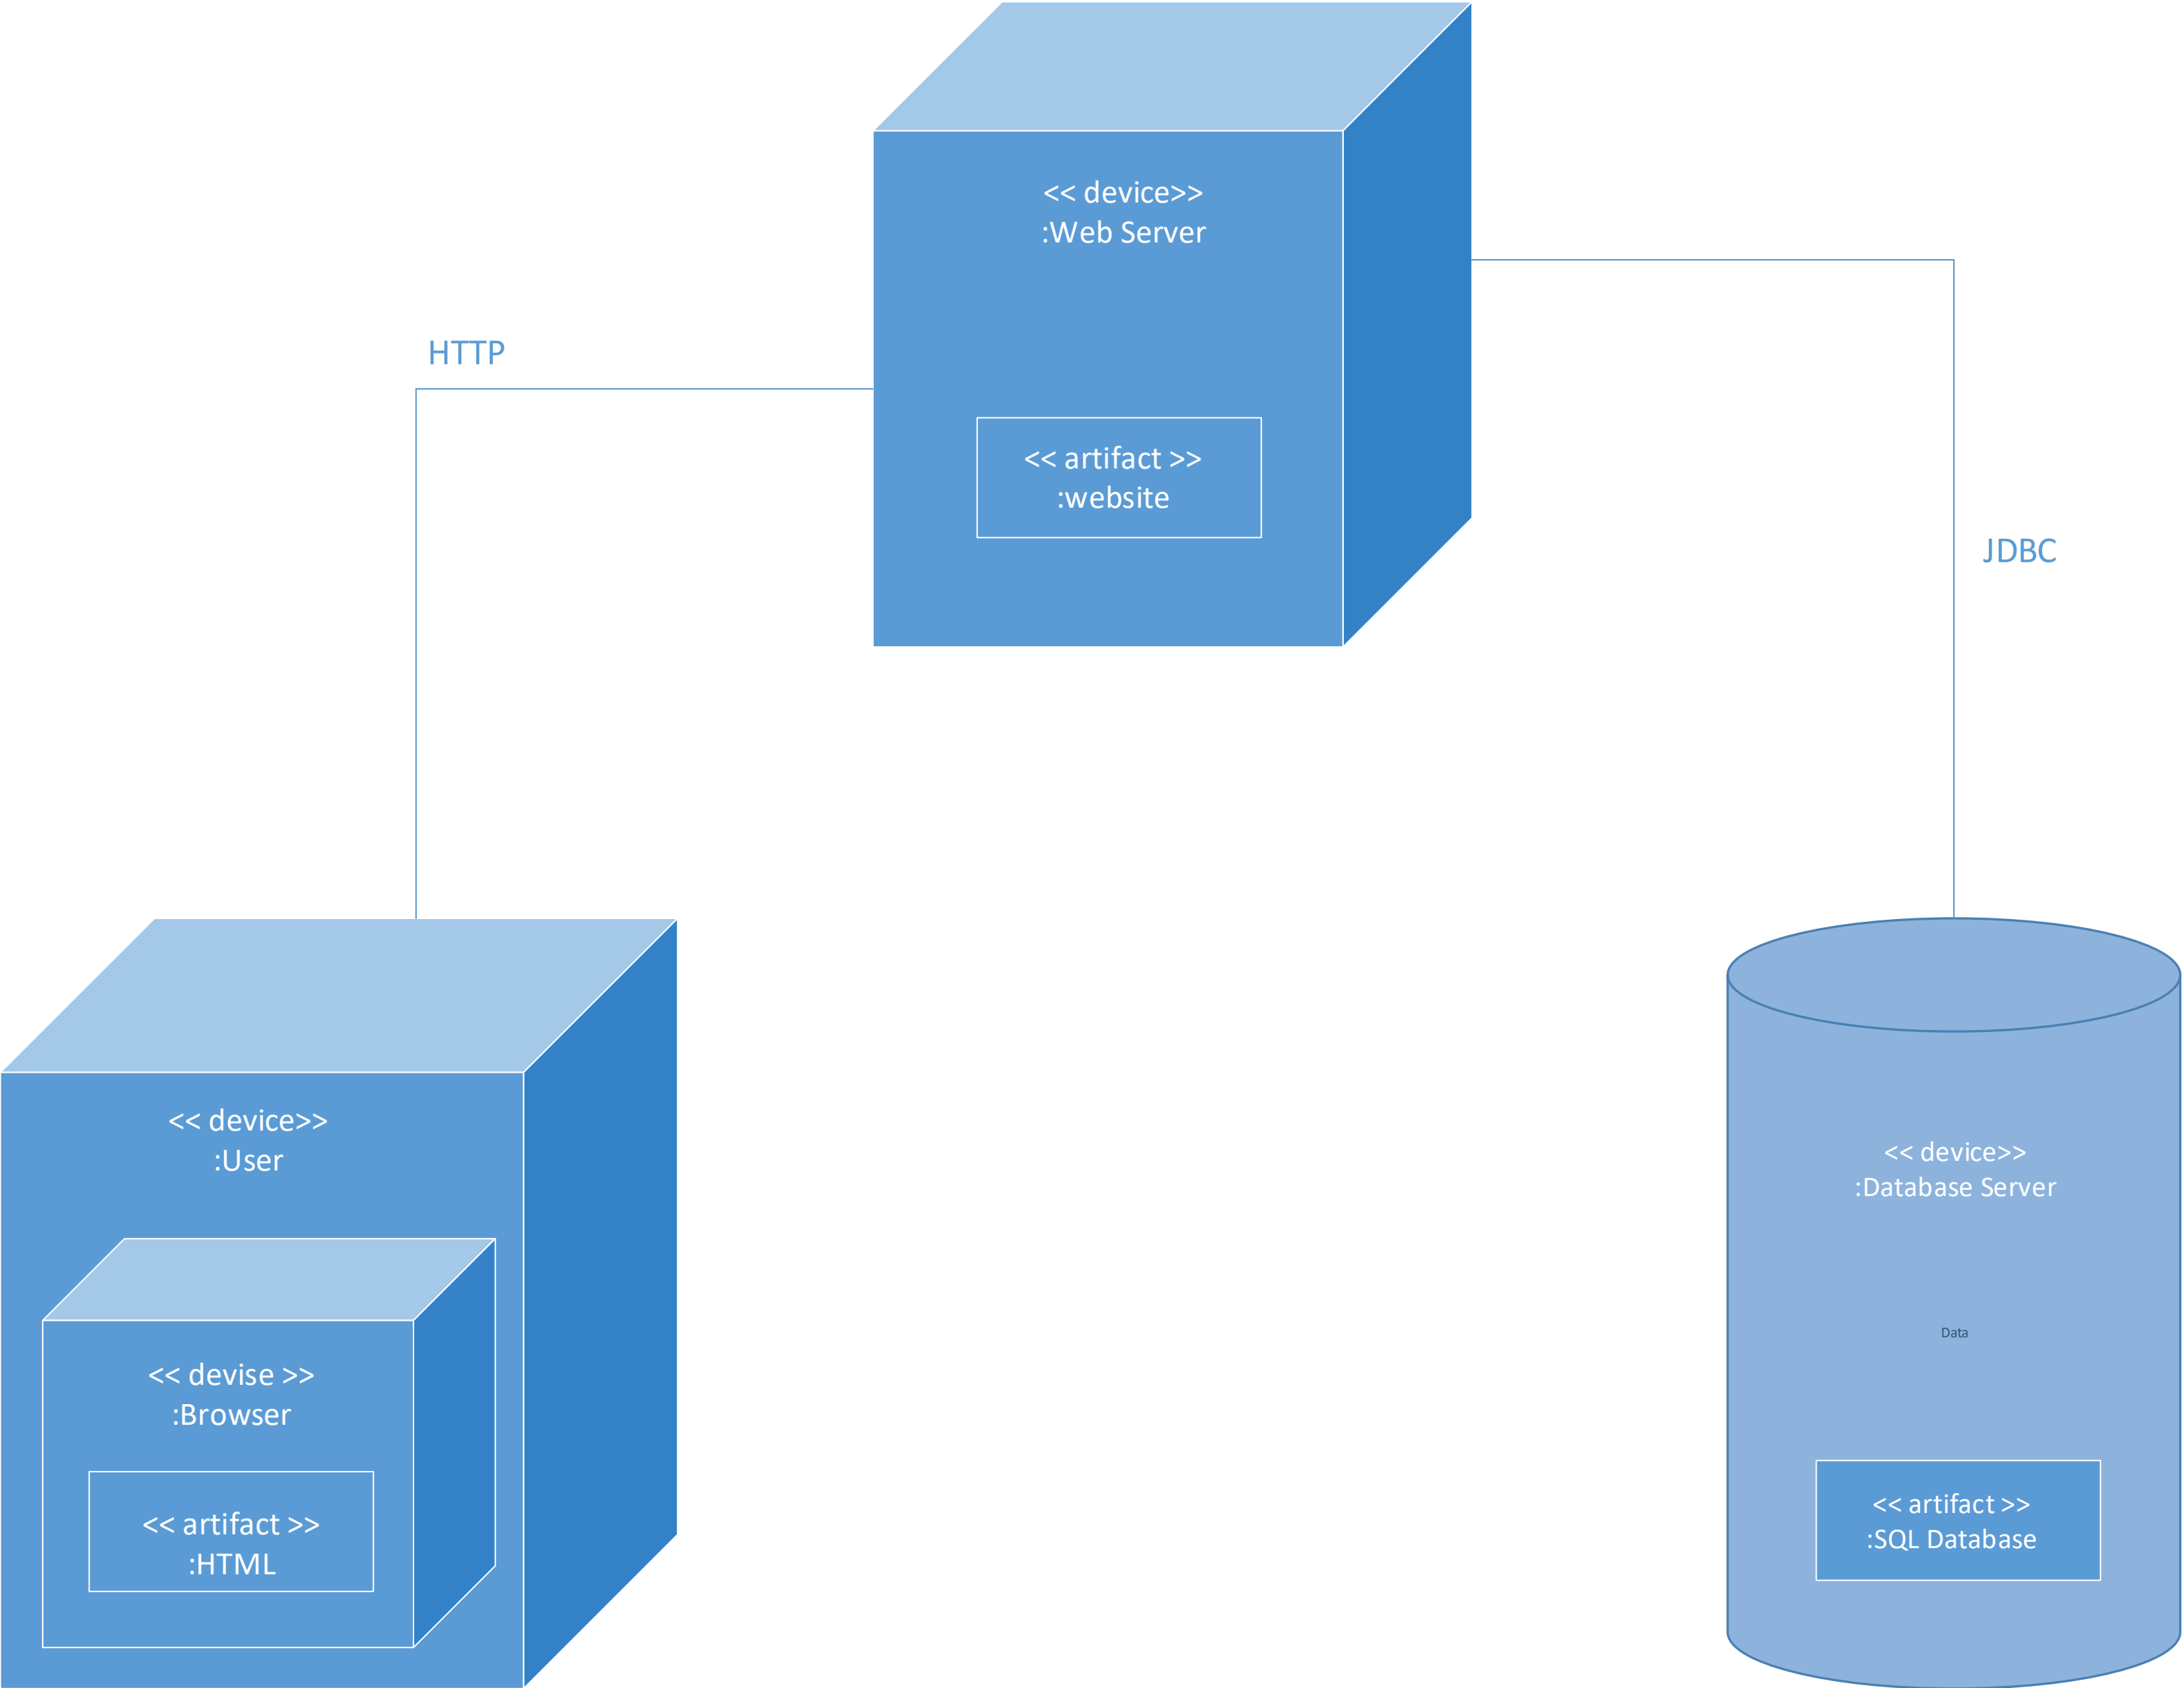 << device>>
:Web Server
HTTP
<< artifact >>
:website
JDBC
<< device>>
:User
<< devise >>
:Browser
<< artifact >>
:HTML
<< device>>
:Database Server
Data
<< artifact >>
:SQL Database